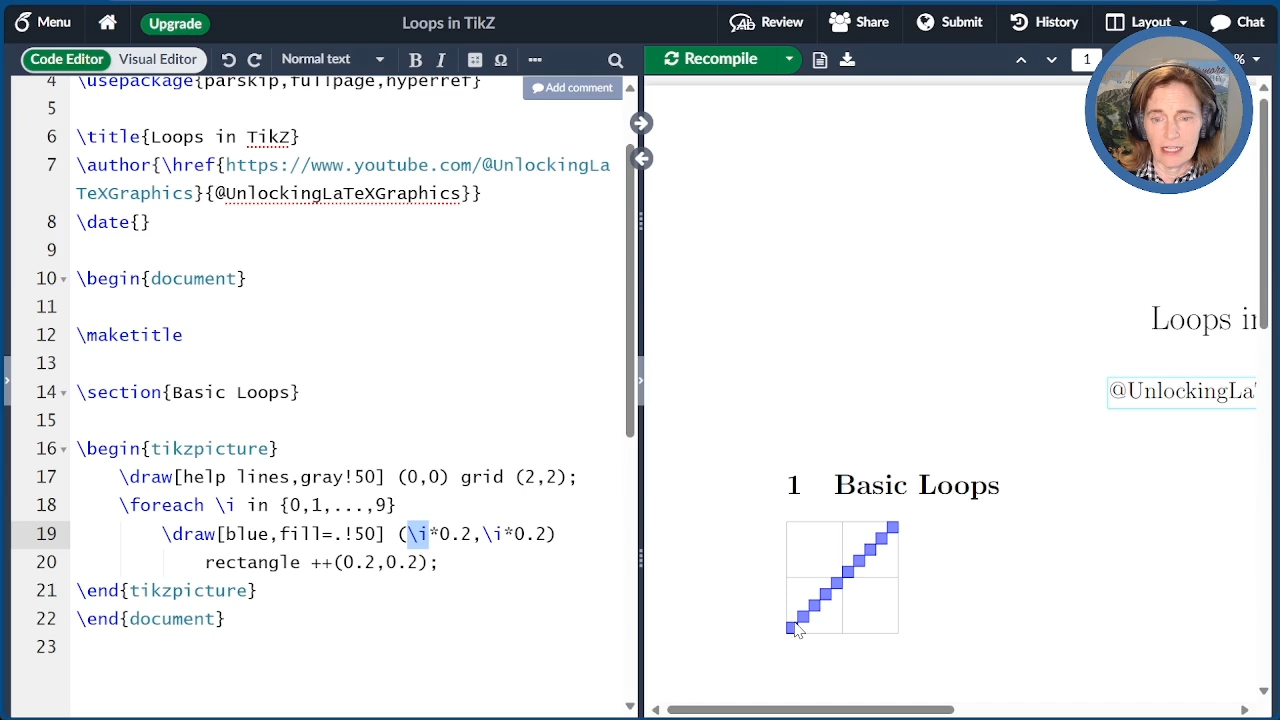 Menu Upgrade Loops in TikZ Review Share Submit History Layout Chat
Code Editor Visual Editor Normal text B I Ω Recompile 1 %
Add comment
4 \usepackage{parskip,fullpage,hyperref}
5
6 \title{Loops in TikZ}
7 \author{\href{https://www.youtube.com/@UnlockingLa
TeXGraphics}{@UnlockingLaTeXGraphics}}
8 \date{}
9
10 \begin{document}
11
12 \maketitle
13
14 \section{Basic Loops}
15
16 \begin{tikzpicture}
17 \draw[help lines,gray!50] (0,0) grid (2,2);
18 \foreach \i in {0,1,...,9}
19 \draw[blue,fill=.!50] (\i*0.2,\i*0.2)
20 rectangle ++(0.2,0.2);
21 \end{tikzpicture}
22 \end{document}
23
Loops in
@UnlockingLaT
1 Basic Loops